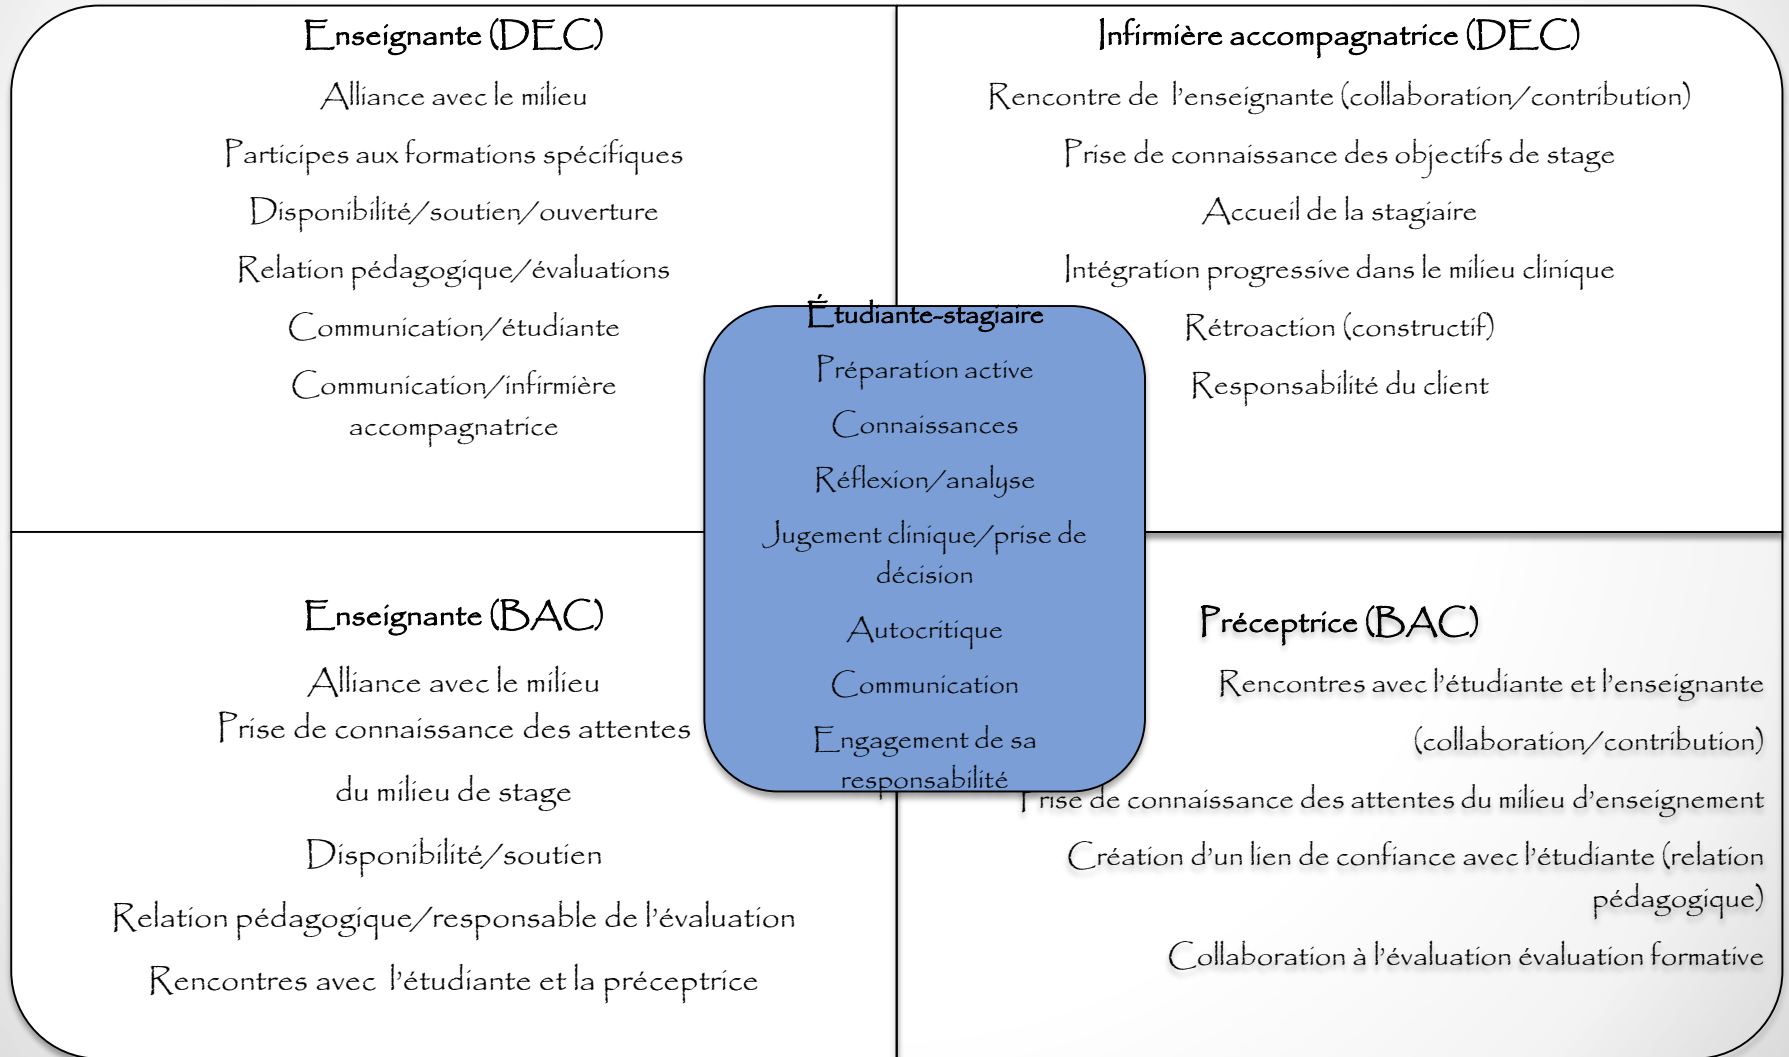 Enseignante (DEC)
Alliance avec le milieu
Participes aux formations spécifiques
Disponibilité/soutien/ouverture
Relation pédagogique/évaluations
Communication/étudiante
Communication/infirmière
accompagnatrice
Infirmière accompagnatrice (DEC)
Rencontre de l’enseignante (collaboration/contribution)
Prise de connaissance des objectifs de stage
Accueil de la stagiaire
Intégration progressive dans le milieu clinique
Rétroaction (constructif)
Responsabilité du client
Étudiante-stagiaire
Préparation active
Connaissances
Réflexion/analyse
Jugement clinique/prise de
décision
Autocritique
Communication
Engagement de sa
responsabilité
Enseignante (BAC)
Alliance avec le milieu
Prise de connaissance des attentes
du milieu de stage
Disponibilité/soutien
Relation pédagogique/responsable de l’évaluation
Rencontres avec l’étudiante et la préceptrice
Préceptrice (BAC)
Rencontres avec l’étudiante et l’enseignante
(collaboration/contribution)
Prise de connaissance des attentes du milieu d’enseignement
Création d’un lien de confiance avec l’étudiante (relation
pédagogique)
Collaboration à l’évaluation évaluation formative